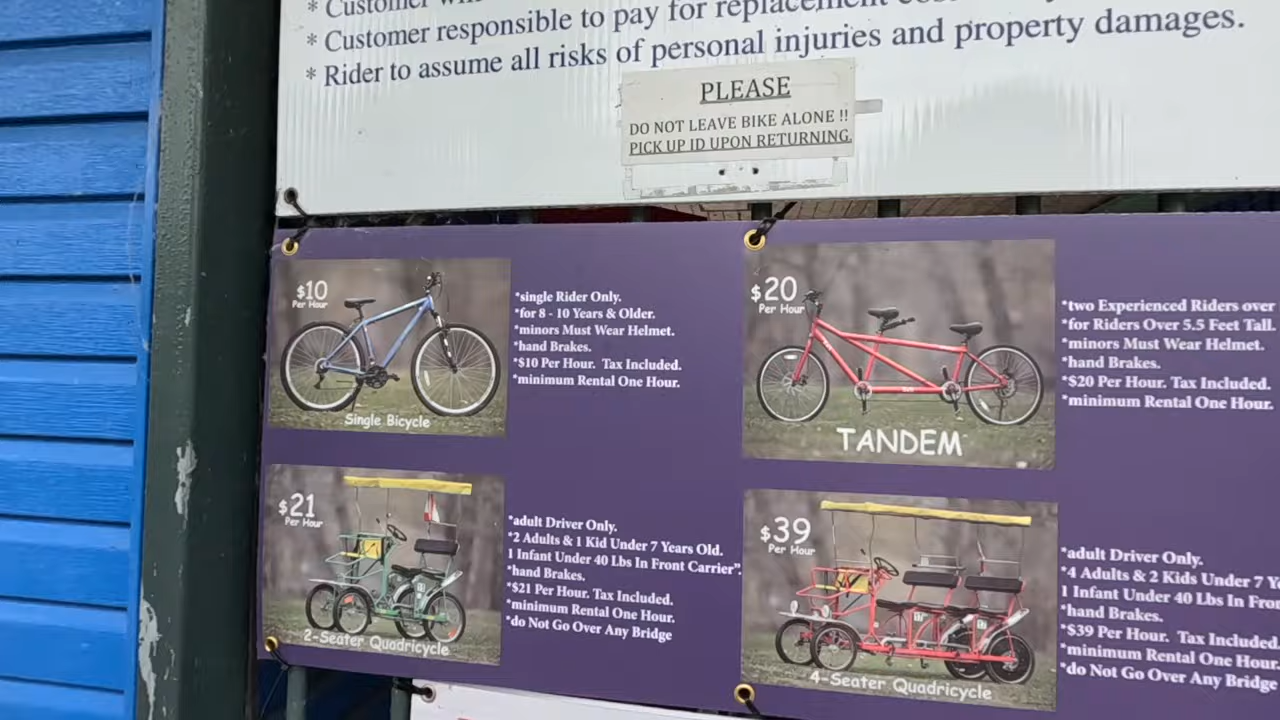 * Customer
* Customer responsible to pay for replacement
* Rider to assume all risks of personal injuries and property damages.
PLEASE
DO NOT LEAVE BIKE ALONE !!
PICK UP ID UPON RETURNING.
$10
Per Hour
Single Bicycle
*single Rider Only.
*for 8 - 10 Years & Older.
*minors Must Wear Helmet.
*hand Brakes.
*$10 Per Hour. Tax Included.
*minimum Rental One Hour.
$20
Per Hour
TANDEM
*two Experienced Riders over
*for Riders Over 5.5 Feet Tall.
*minors Must Wear Helmet.
*hand Brakes.
*$20 Per Hour. Tax Included.
*minimum Rental One Hour.
$21
Per Hour
2-Seater Quadricycle
*adult Driver Only.
*2 Adults & 1 Kid Under 7 Years Old.
1 Infant Under 40 Lbs In Front Carrier".
*hand Brakes.
*$21 Per Hour. Tax Included.
*minimum Rental One Hour.
*do Not Go Over Any Bridge
$39
Per Hour
4-Seater Quadricycle
*adult Driver Only.
*4 Adults & 2 Kids Under 7
1 Infant Under 40 Lbs In
*hand Brakes.
*$39 Per Hour. Tax Included.
*minimum Rental One Hour.
*do Not Go Over Any Bridge